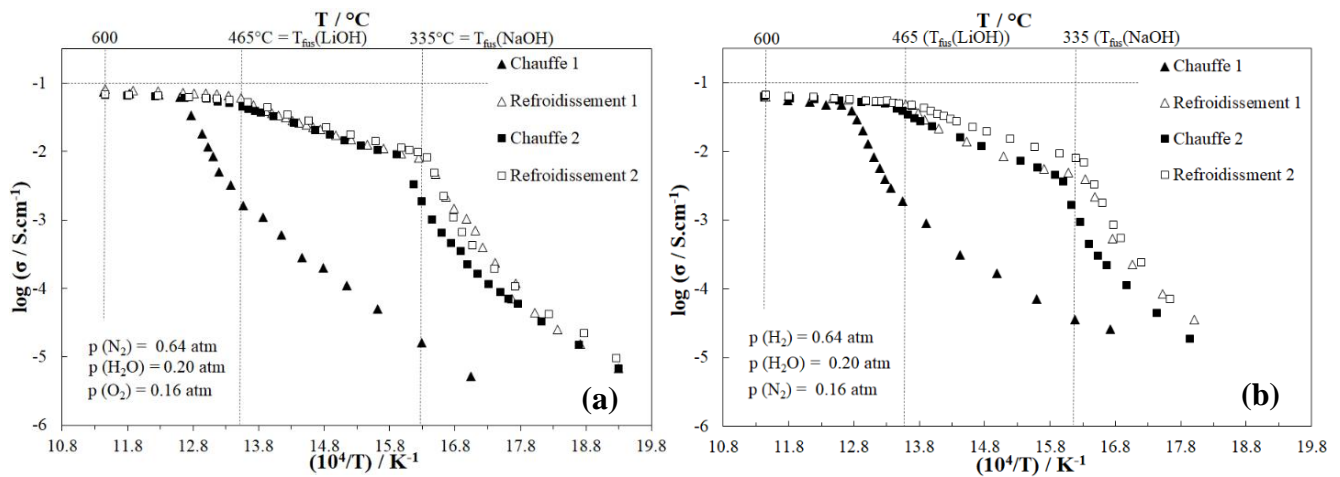 T / °C
600 465°C = Tfus(LiOH) 335°C = Tfus(NaOH)
-1
-2
-3
-4
-5
-6
log (σ / S.cm-1)
▲Chauffe 1
△Refroidissement 1
■Chauffe 2
□Refroidissement 2
p (N2) = 0.64 atm
p (H2O) = 0.20 atm
p (O2) = 0.16 atm
(a)
10.8 11.8 12.8 13.8 14.8 15.8 16.8 17.8 18.8 19.8
(10⁴/T) / K-1
T / °C
600 465 (Tfus(LiOH)) 335 (Tfus(NaOH)
-1
-2
-3
-4
-5
-6
log (σ / S.cm-1)
▲Chauffe 1
△Refroidissement 1
■Chauffe 2
□Refroidissment 2
p (H2) = 0.64 atm
p (H2O) = 0.20 atm
p (N2) = 0.16 atm
(b)
10.8 11.8 12.8 13.8 14.8 15.8 16.8 17.8 18.8 19.8
(10⁴/T) / K-1